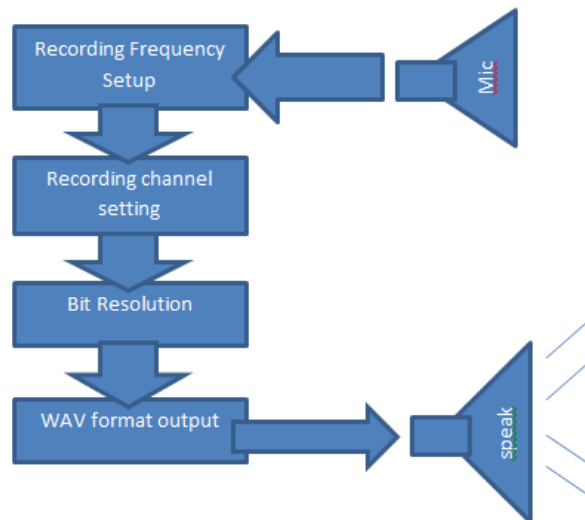 Recording Frequency
Setup
Mic
Recording channel
setting
Bit Resolution
WAV format output
speak